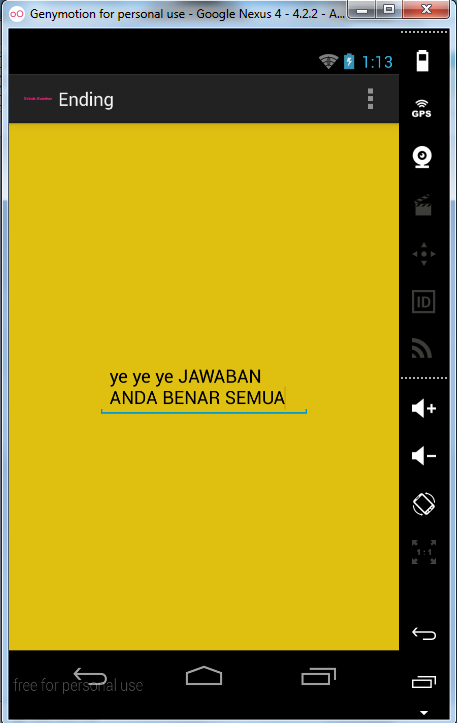 Genymotion for personal use - Google Nexus 4 - 4.2.2 - A...
1:13
Ending
GPS
ID
ye ye ye JAWABAN
ANDA BENAR SEMUA
1:1
free for personal use